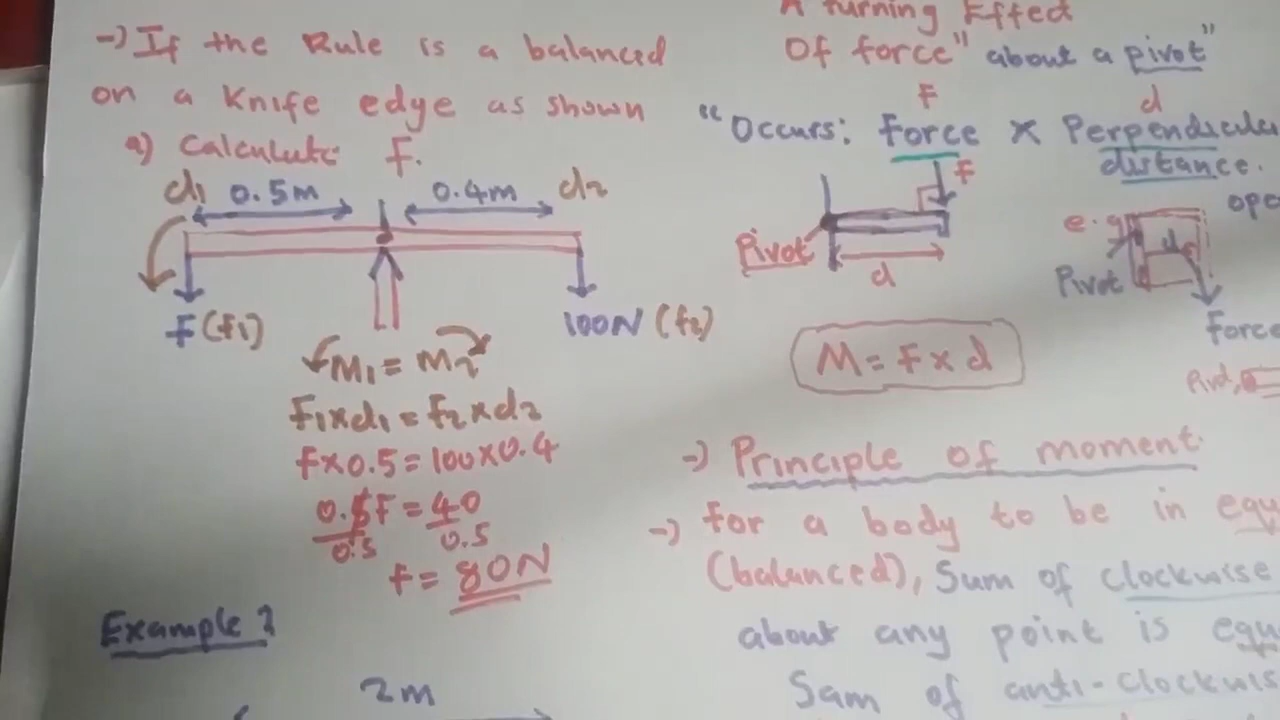 -) If the Rule is a balanced
on a Knife edge as shown
a) Calculate F.
d1 0.5m 0.4m d2
F (f1)
100N (f2)
M1 = M2
F1xd1 = F2xd2
Fx0.5 = 100x0.4
0.5F = 40
0.5 0.5
f = 80N
Example 2
2m
A turning Effect
Of force" about a pivot"
F d
"Occurs: Force x Perpendicular
distance.
F
Pivot
d
e.g
d
Pivot
Force
M = F x d
-) Principle of moment
-) for a body to be in equ
(balanced), Sum of clockwise
about any point is equ
Sam of anti-clockwis